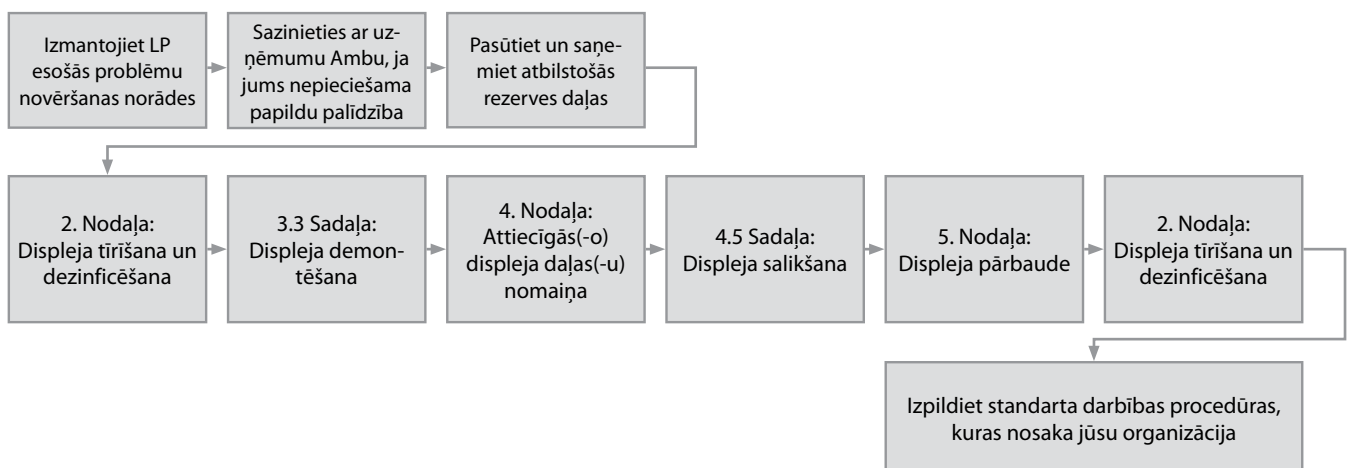 Izmantojiet LP
esošās problēmu
novēršanas norādes
Sazinieties ar uz-
ņēmumu Ambu, ja
jums nepieciešama
papildu palīdzība
Pasūtiet un saņe-
miet atbilstošās
rezerves daļas
2. Nodaļa:
Displeja tīrīšana un
dezinficēšana
3.3 Sadaļa:
Displeja demon-
tēšana
4. Nodaļa:
Attiecīgās(-o)
displeja daļas(-u)
nomaiņa
4.5 Sadaļa:
Displeja salikšana
5. Nodaļa:
Displeja pārbaude
2. Nodaļa:
Displeja tīrīšana un
dezinficēšana
Izpildiet standarta darbības procedūras,
kuras nosaka jūsu organizācija